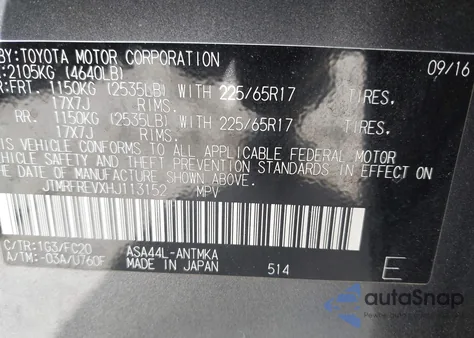 BY:TOYOTA MOTOR CORPORATION 09/16
:2105KG (4640LB)
R:FRT. 1150KG (2535LB) WITH 225/65R17 TIRES.
17X7J RIMS.
RR. 1150KG (2535LB) WITH 225/65R17 TIRES.
17X7J RIMS.
THIS VEHICLE CONFORMS TO ALL APPLICABLE FEDERAL MOTOR
VEHICLE SAFETY AND THEFT PREVENTION STANDARDS IN EFFECT ON
THE DATE OF MANUFACTURE SHOWN ABOVE.
JTMRFREVXHJ113152 MPV
C/TR:1G3/FC20 ASA44L-ANTMKA
A/TM:-03A/U760F MADE IN JAPAN 514 E
autoSnap